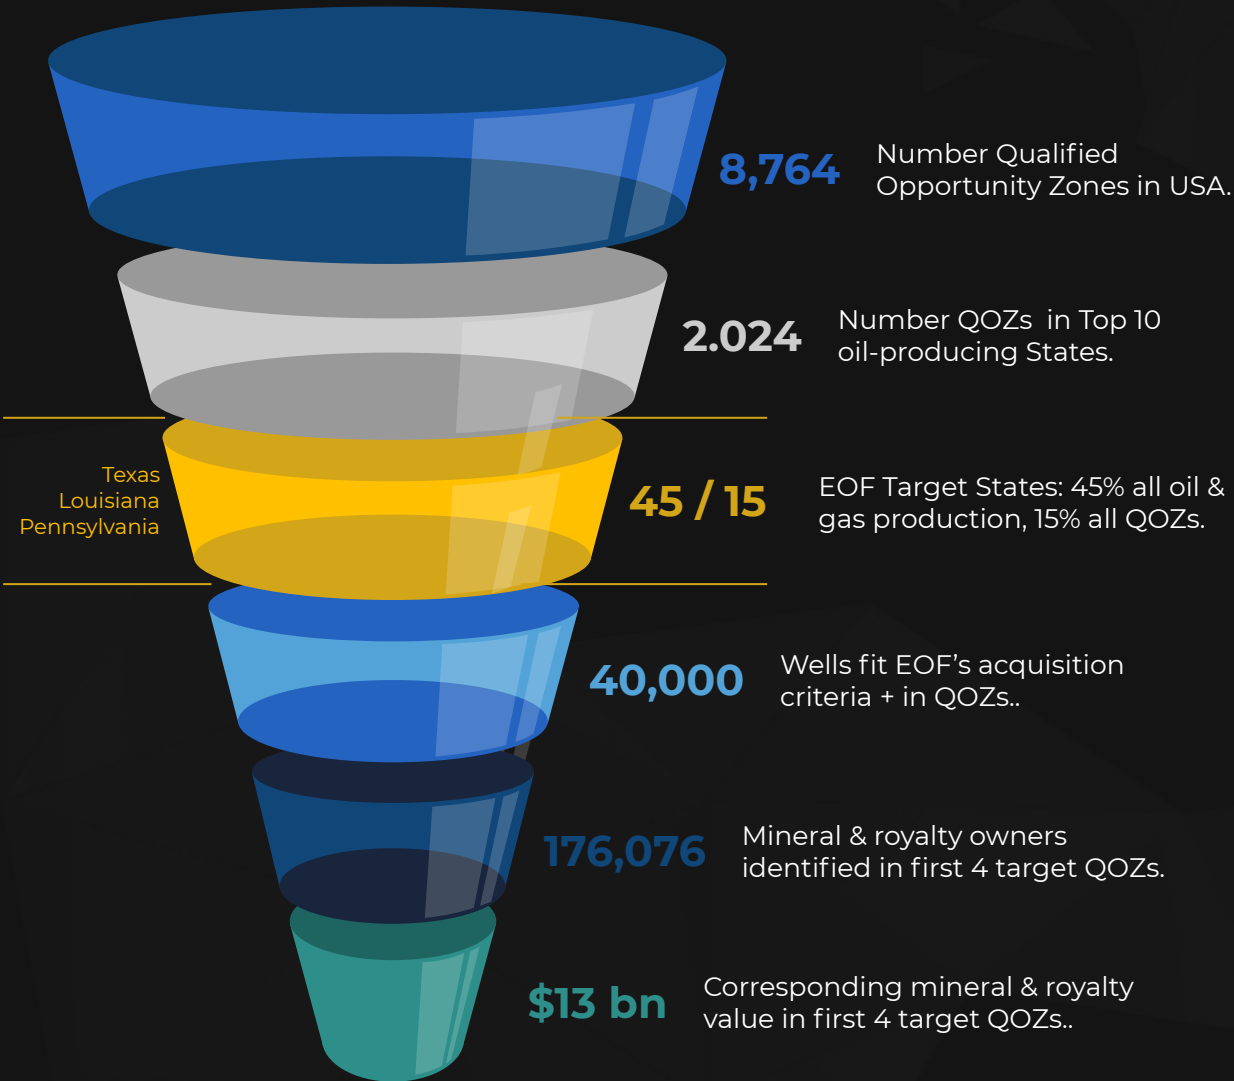 8,764
Number Qualified
Opportunity Zones in USA.
2.024
Number QOZs  in Top 10
oil-producing States.
Texas
Louisiana
Pennsylvania
45 / 15
EOF Target States: 45% all oil &
gas production, 15% all QOZs.
40,000
Wells fit EOF’s acquisition
criteria + in QOZs..
176,076
Mineral & royalty owners
identified in first 4 target QOZs.
$13 bn
Corresponding mineral & royalty
value in first 4 target QOZs..